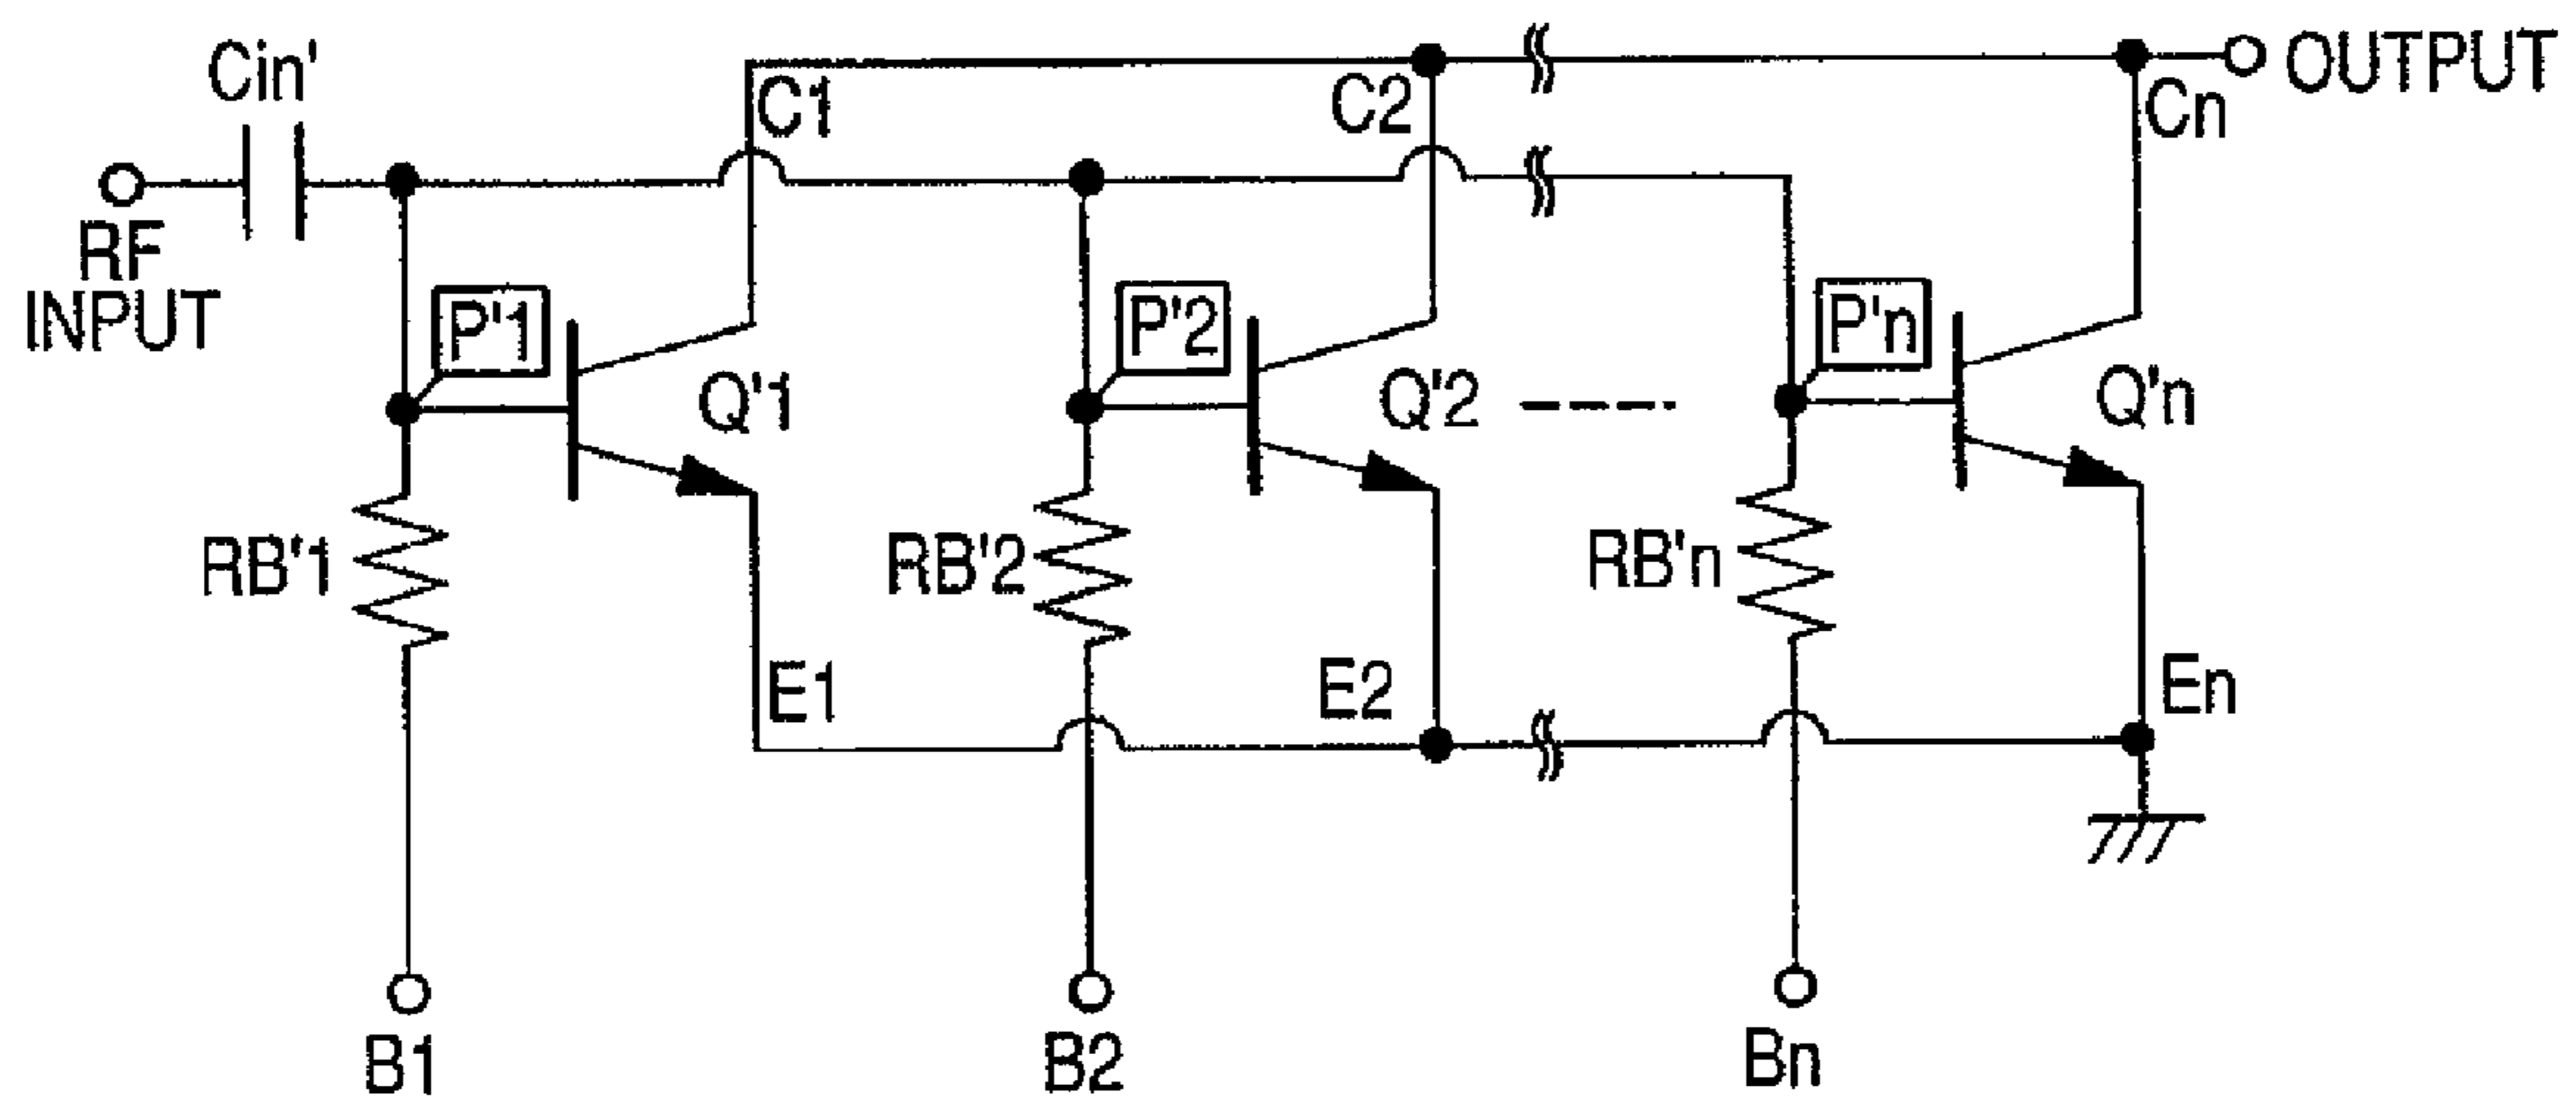 Cin'
C1
C2
Cn
OUTPUT
RF
INPUT
P'1
P'2
P'n
Q'1
Q'2
Q'n
RB'1
RB'2
RB'n
E1
E2
En
B1
B2
Bn